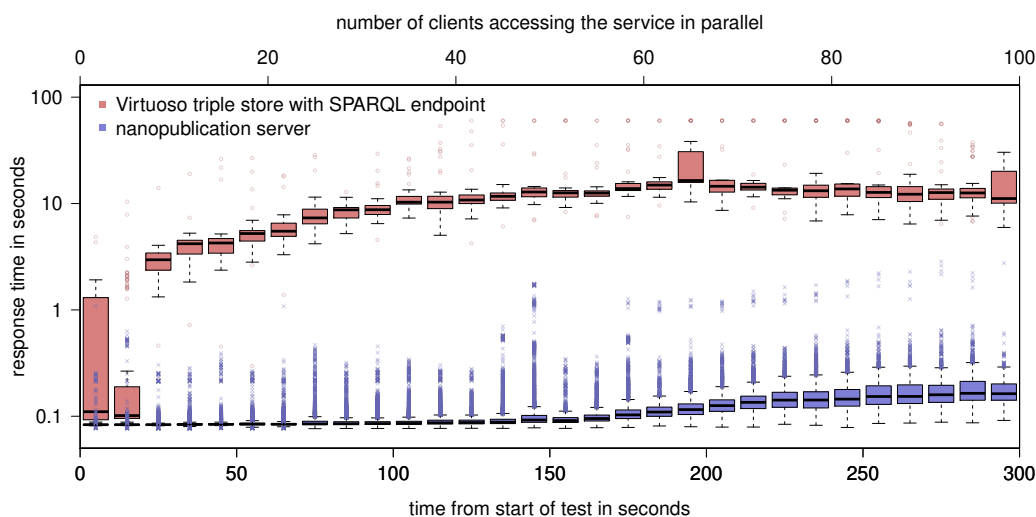 number of clients accessing the service in parallel
0 20 40 60 80 100
100
10
1
0.1
response time in seconds
Virtuoso triple store with SPARQL endpoint
nanopublication server
0 50 100 150 200 250 300
time from start of test in seconds